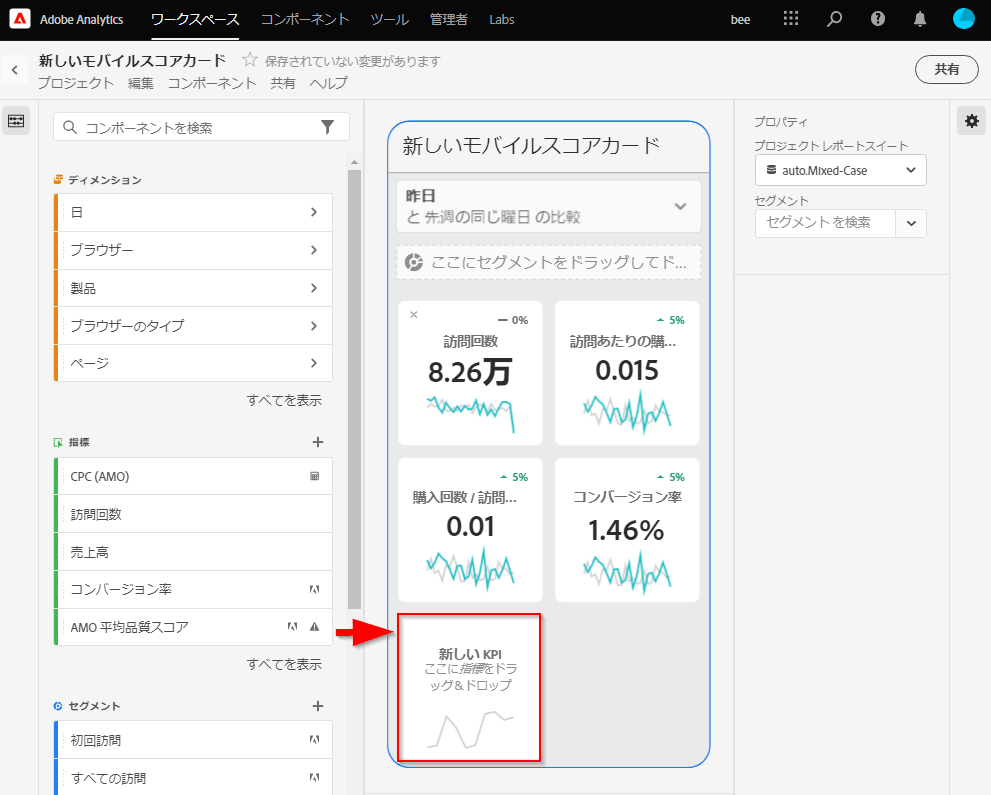 Adobe Analytics ワークスペース コンポーネント ツール 管理者 Labs bee
新しいモバイルスコアカード 保存されていない変更があります
プロジェクト 編集 コンポーネント 共有 ヘルプ
共有
コンポーネントを検索
ディメンション
日
ブラウザー
製品
ブラウザーのタイプ
ページ
すべてを表示
指標
CPC (AMO)
訪問回数
売上高
コンバージョン率
AMO 平均品質スコア
すべてを表示
セグメント
初回訪問
すべての訪問
新しいモバイルスコアカード
昨日
と 先週の同じ曜日 の比較
ここにセグメントをドラッグしてド...
0%
訪問回数
8.26万
5%
訪問あたりの購...
0.015
5%
購入回数 / 訪問...
0.01
5%
コンバージョン率
1.46%
新しい KPI
ここに指標をドラ
ッグ＆ドロップ
プロパティ
プロジェクト レポートスイート
auto.Mixed-Case
セグメント
セグメント を検索